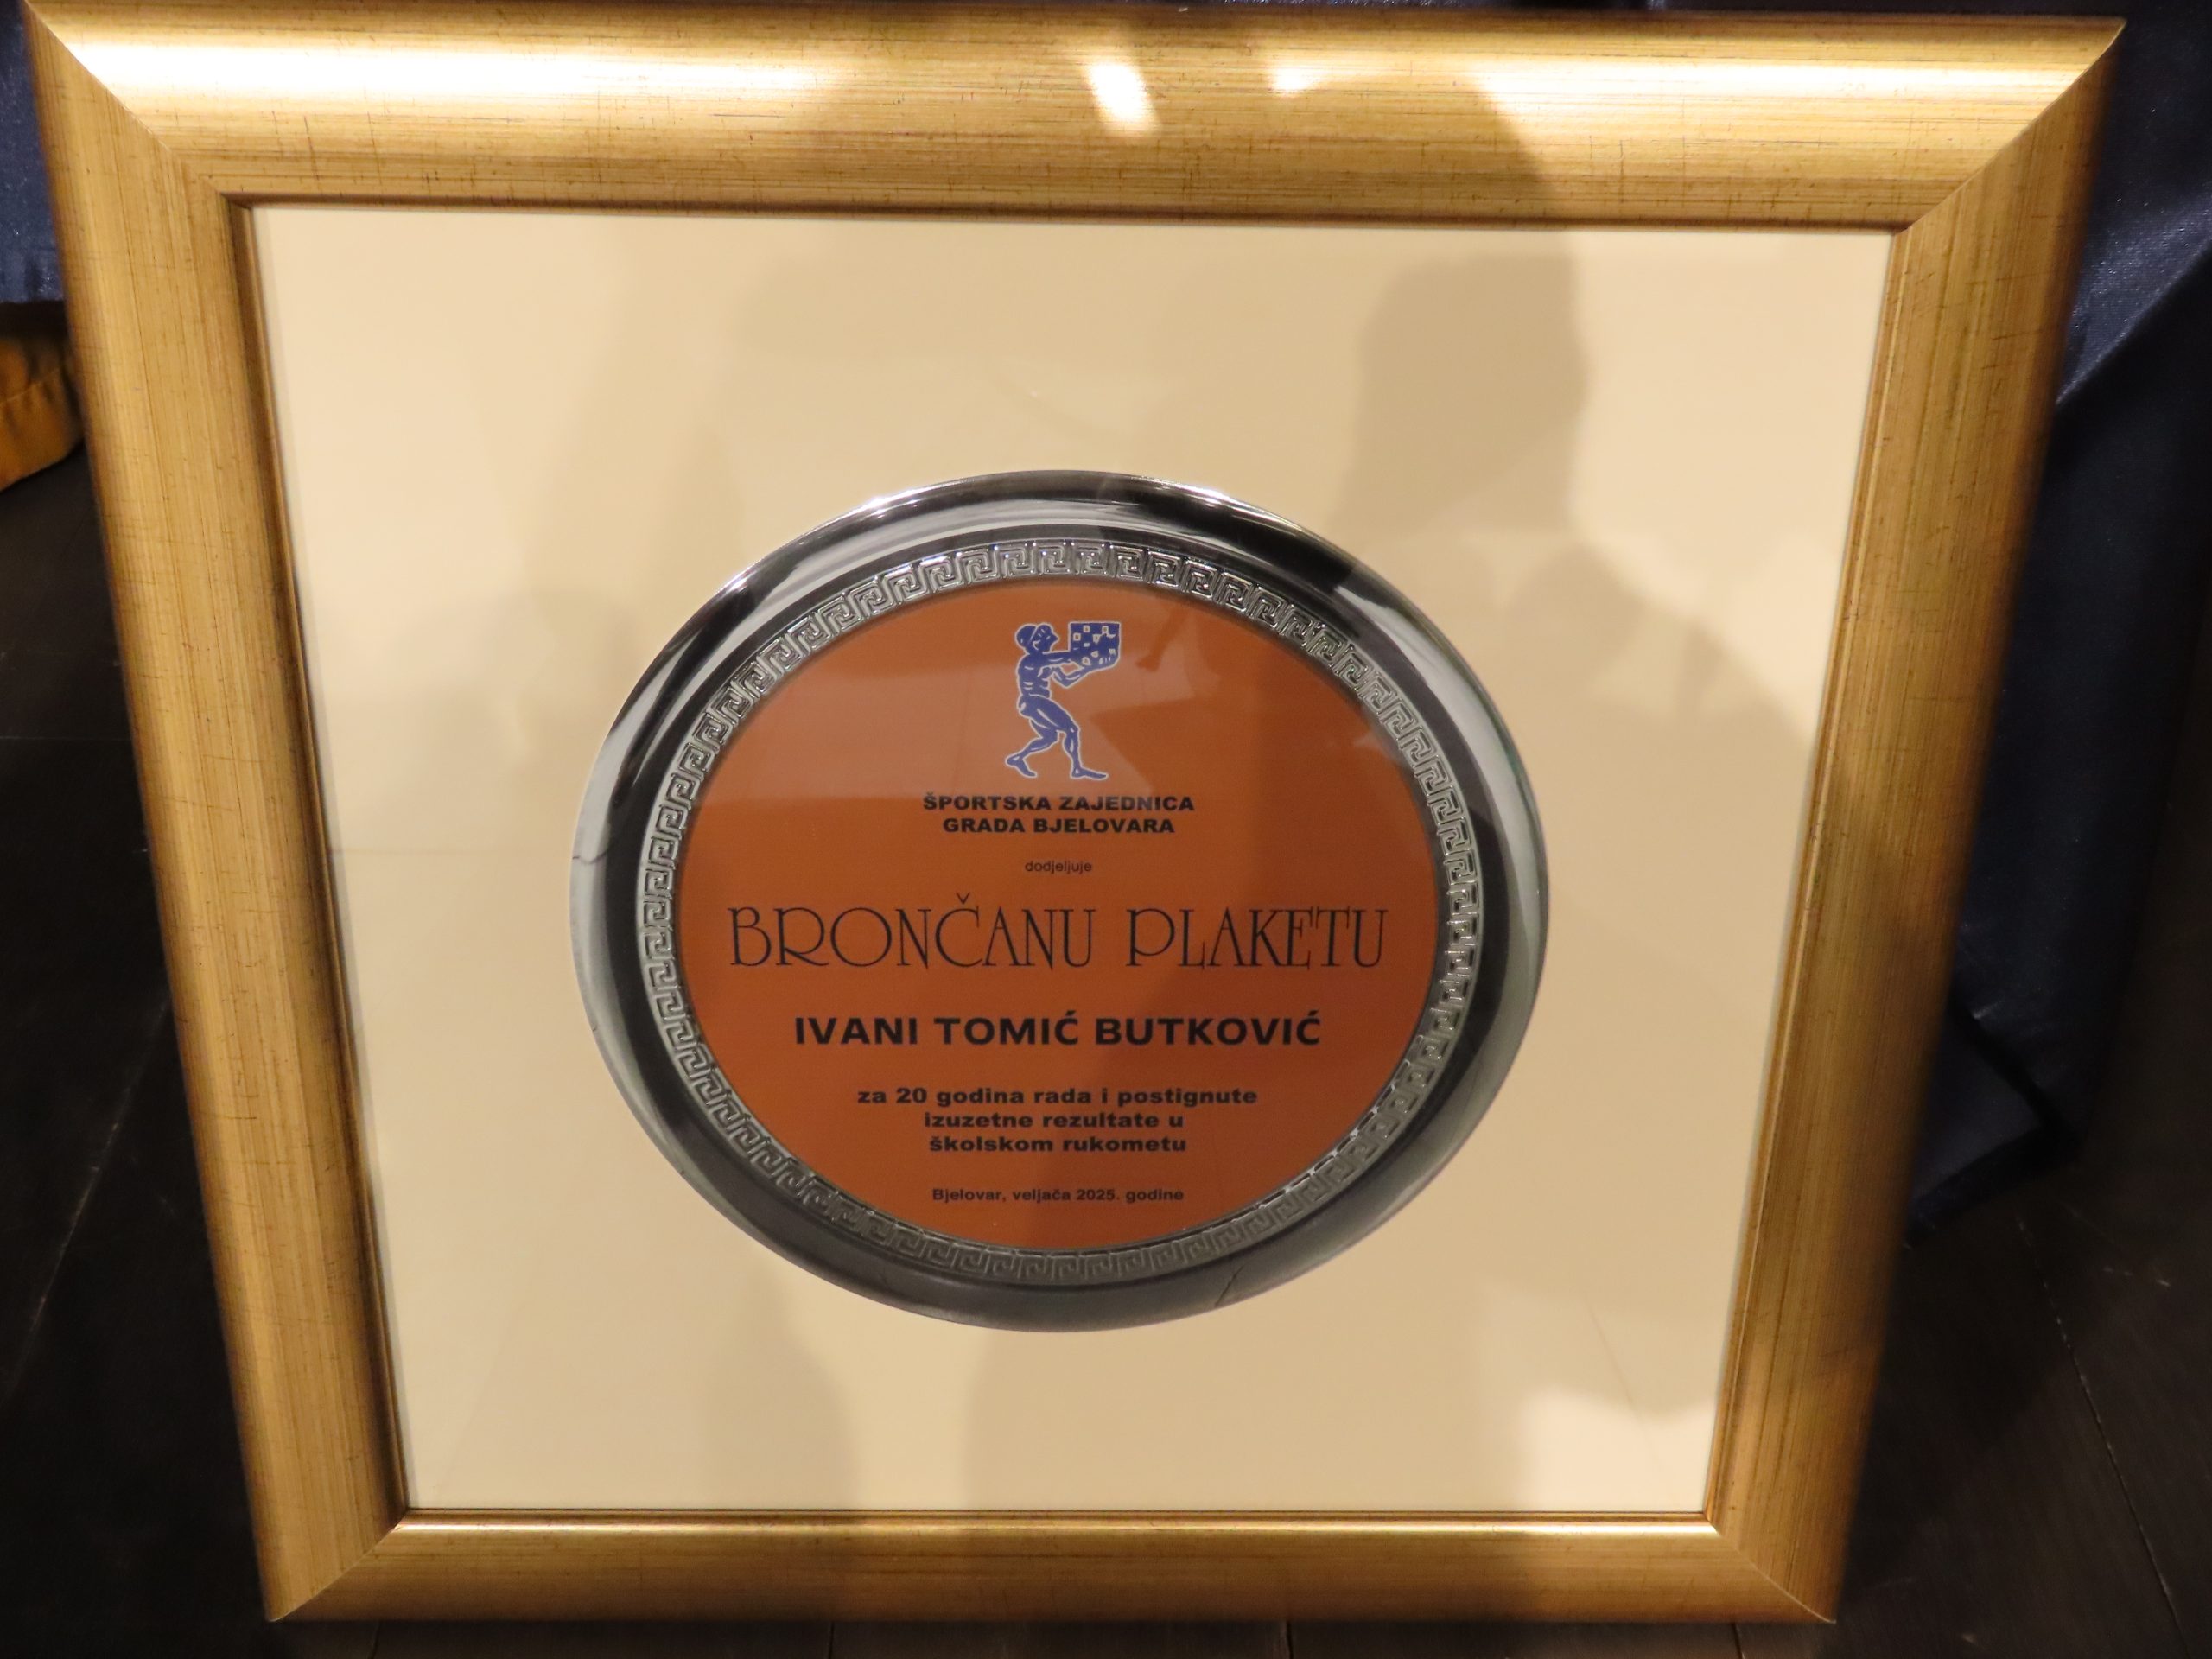 ŠPORTSKA ZAJEDNICA
GRADA BJELOVARA
dodjeljuje
BRONČANU PLAKETU
IVANI TOMIĆ BUTKOVIĆ
za 20 godina rada i postignute
izuzetne rezultate u
školskom rukometu
Bjelovar, veljača 2025. godine